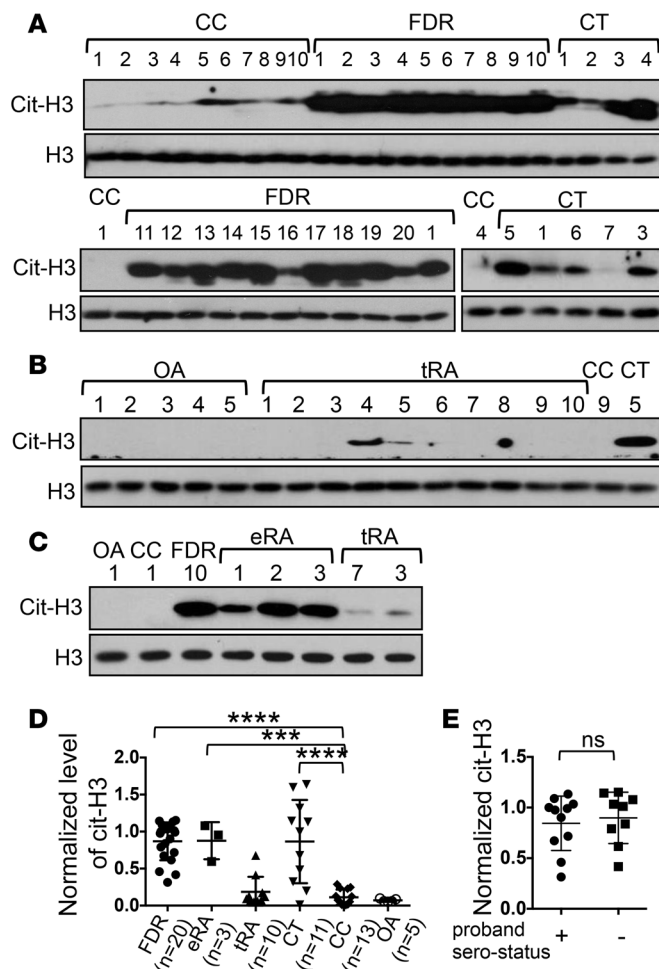 A
CC FDR CT
1 2 3 4 5 6 7 8 9 10 1 2 3 4 5 6 7 8 9 10 1 2 3 4
Cit-H3
H3
CC FDR CC CT
1 11 12 13 14 15 16 17 18 19 20 1 4 5 1 6 7 3
Cit-H3
H3
B
OA tRA CC CT
1 2 3 4 5 1 2 3 4 5 6 7 8 9 10 9 5
Cit-H3
H3
C
OA CC FDR eRA tRA
1 1 10 1 2 3 7 3
Cit-H3
H3
D
**** 
***
****
Normalized level
of cit-H3
2.0
1.5
1.0
0.5
0.0
FDR (n=20)
eRA (n=3)
tRA (n=10)
CT (n=11)
CC (n=13)
OA (n=5)
E
ns
Normalized cit-H3
1.5
1.0
0.5
0.0
proband + -
sero-status